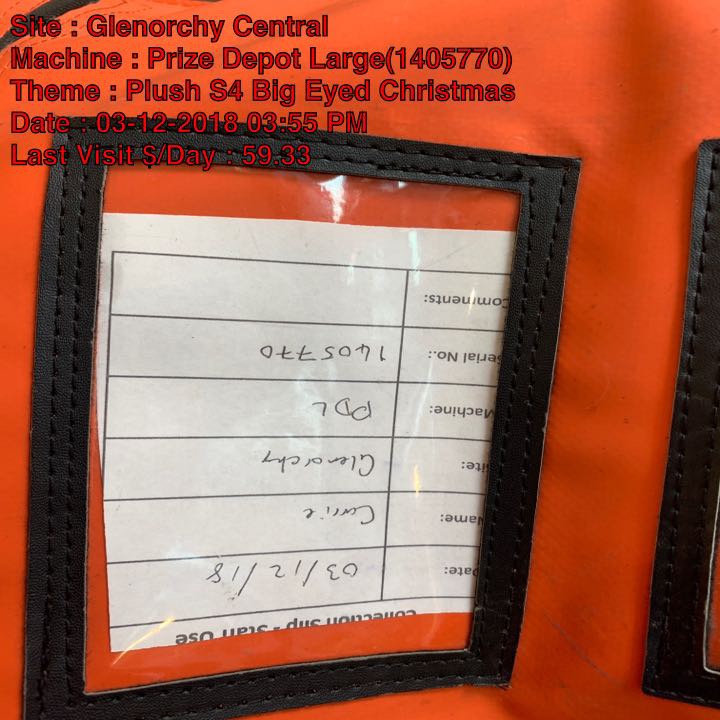 Site : Glenorchy Central
Machine : Prize Depot Large(1405770)
Theme : Plush S4 Big Eyed Christmas
Date : 03-12-2018 03:55 PM
Last Visit $/Day : 59.33
Collection Slip - Staff Use
Date: 03/12/18
Name: Carrie
Site: Glenorchy
Machine: PDL
Serial No.: 1405770
Comments: